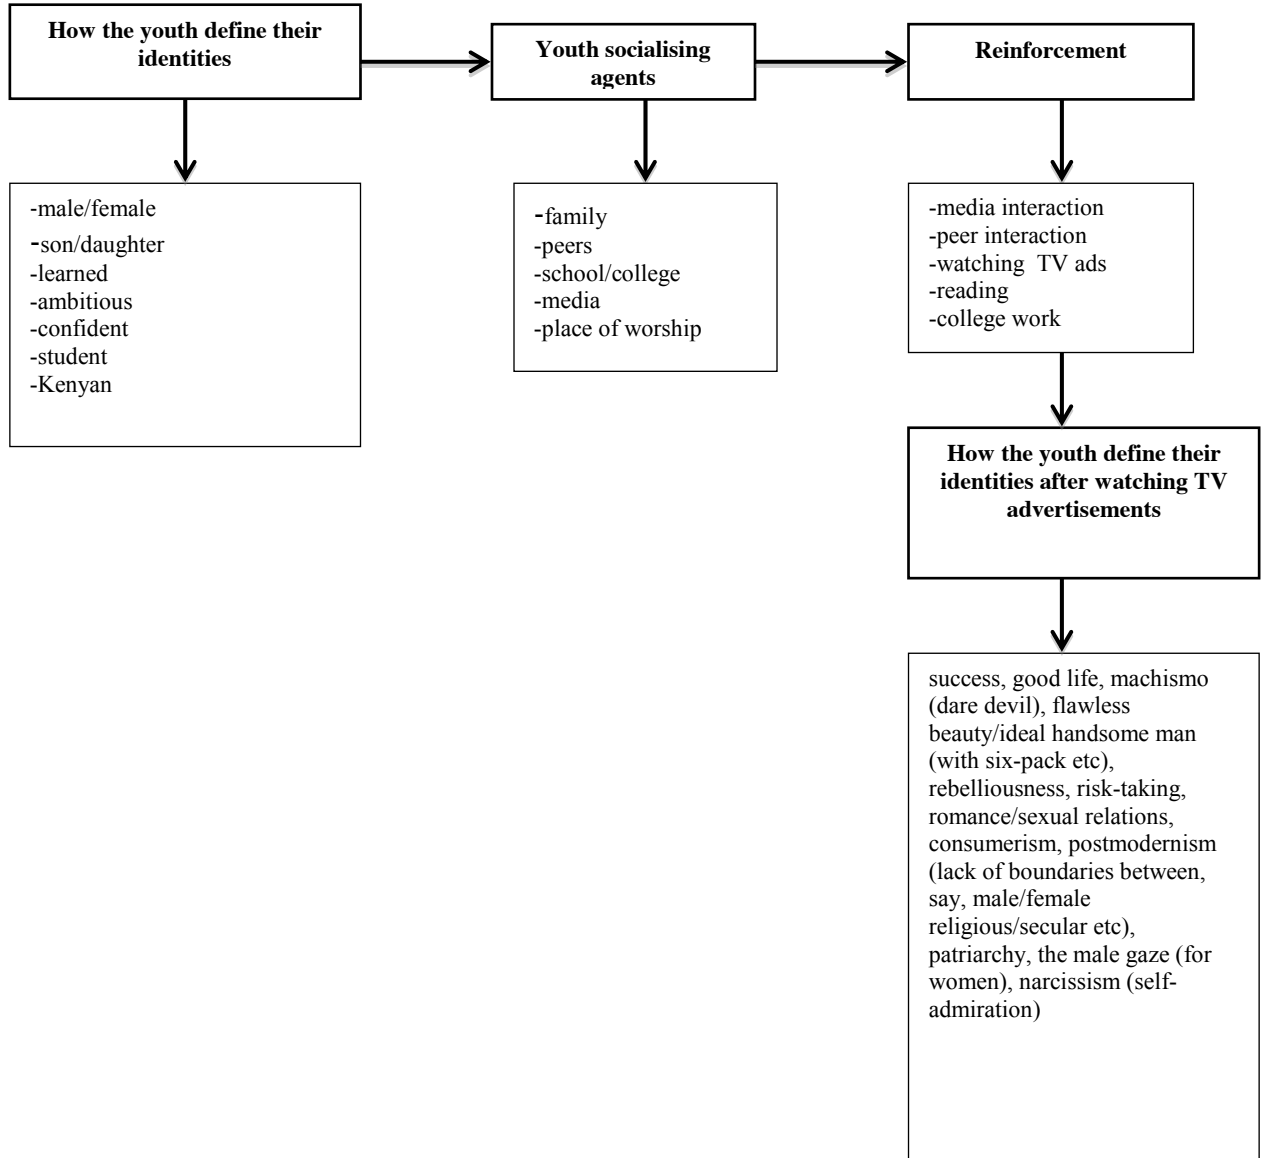 How the youth define their
identities
Youth socialising
agents
Reinforcement
-male/female
-son/daughter
-learned
-ambitious
-confident
-student
-Kenyan
-family
-peers
-school/college
-media
-place of worship
-media interaction
-peer interaction
-watching TV ads
-reading
-college work
How the youth define their
identities after watching TV
advertisements
success, good life, machismo
(dare devil), flawless
beauty/ideal handsome man
(with six-pack etc),
rebelliousness, risk-taking,
romance/sexual relations,
consumerism, postmodernism
(lack of boundaries between,
say, male/female
religious/secular etc),
patriarchy, the male gaze (for
women), narcissism (self-
admiration)